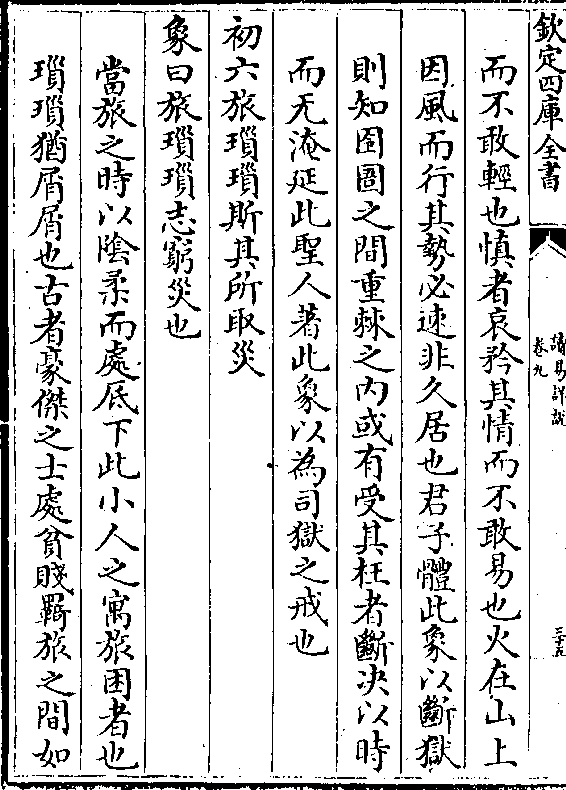 欽定四庫全書
讀易詳說
卷九
三十五
而不敢輕也慎者哀矜其情而不敢易也火在山上
因風而行其勢必速非久居也君子體此象以斷獄
則知囹圄之間重棘之内或有受其枉者斷决以時
而无淹延此聖人著此象以為司獄之戒也
初六旅瑣瑣斯其所取災
象曰旅瑣瑣志窮災也
當旅之時以隂柔而處底下此小人之寓旅困者也
瑣瑣猶屑屑也古者豪傑之士處貧賤羇旅之間如